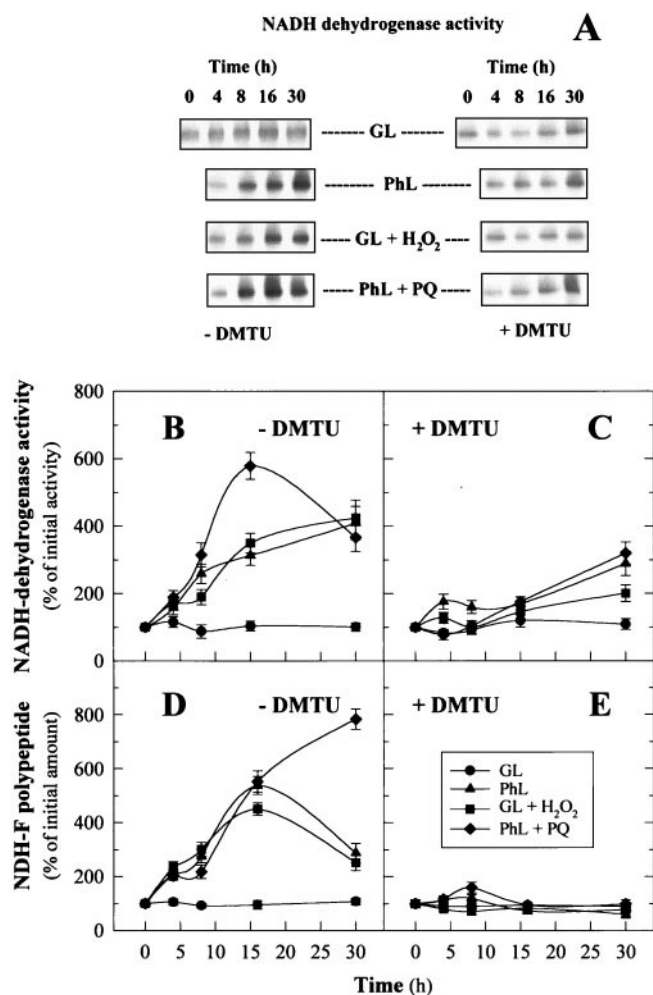 NADH dehydrogenase activity A
Time (h) Time (h)
0 4 8 16 30 0 4 8 16 30
------- GL -------
------ PhL -------
---- GL + H₂O₂ ----
----- PhL + PQ -----
- DMTU + DMTU
NADH-dehydrogenase activity
(% of initial activity)
800
600
400
200
0
B - DMTU
+ DMTU C
NDH-F polypeptide
(% of initial amount)
800
600
400
200
0
D - DMTU
+ DMTU E
GL
PhL
GL + H₂O₂
PhL + PQ
0 5 10 15 20 25 30 0 5 10 15 20 25 30
Time (h)